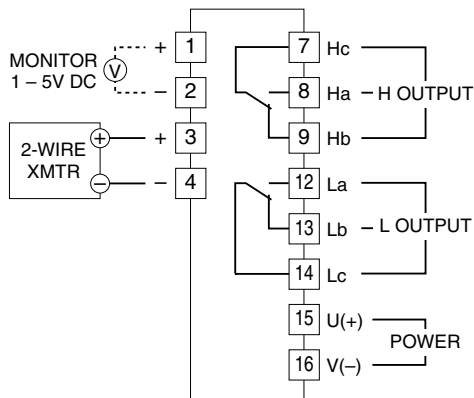 MONITOR
1 – 5V DC
V
+ 1
– 2
2-WIRE
XMTR
+ + 3
– – 4
7 Hc
8 Ha H OUTPUT
9 Hb
12 La
13 Lb L OUTPUT
14 Lc
15 U(+)
POWER
16 V(–)